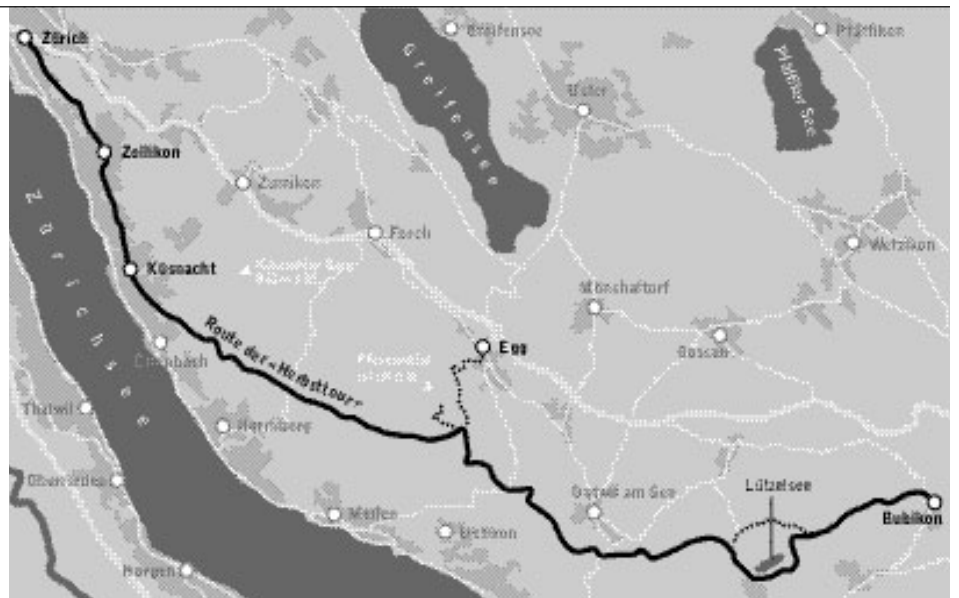 Zürich
Greifensee
Pfäffikon
Greifensee
Uster
Pfäffiker See
Zollikon
Zumikon
Zürichsee
Forch
Wetzikon
Küsnacht
Mönchaltorf
Route der «Herbsttour»
Egg
Gossau
Erlenbach
Thalwil
Herrliberg
Oberrieden
Lützelsee
Oetwil am See
Meilen
Uetikon
Bubikon
Horgen